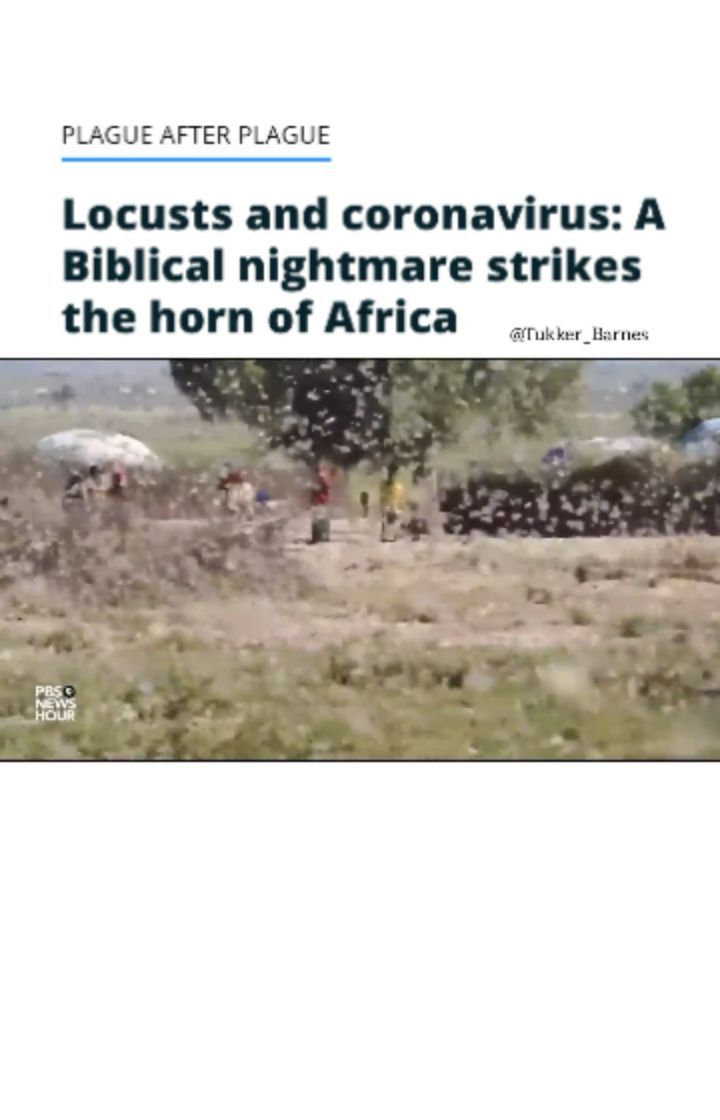 PLAGUE AFTER PLAGUE
Locusts and coronavirus: A
Biblical nightmare strikes
the horn of Africa
@Tukker_Barnes
PBS
NEWS
HOUR